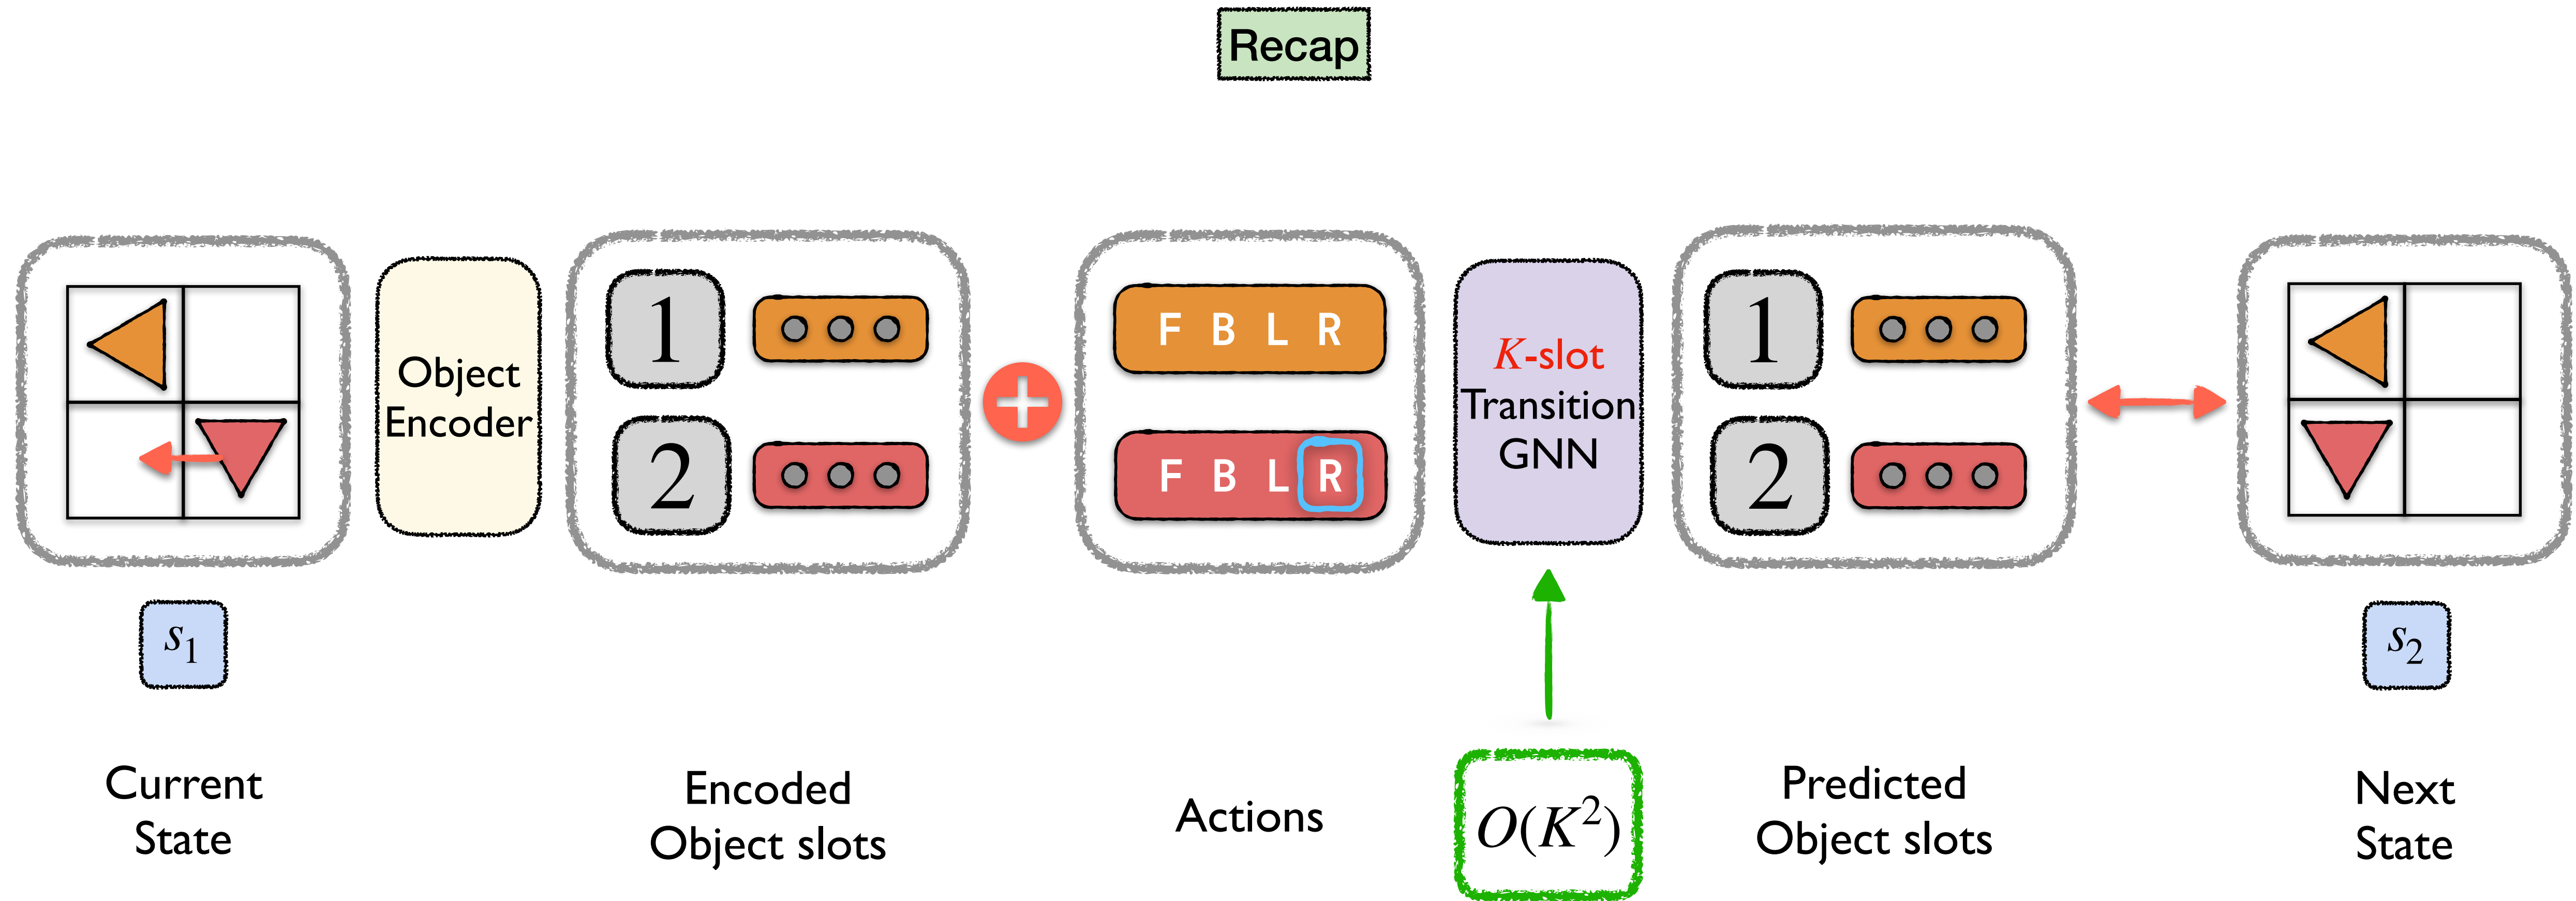 Recap
Object
Encoder
1
2
F B L R
F B L R
K-slot
Transition
GNN
1
2
s₁
s₂
Current
State
Encoded
Object slots
Actions
O(K²)
Predicted
Object slots
Next
State